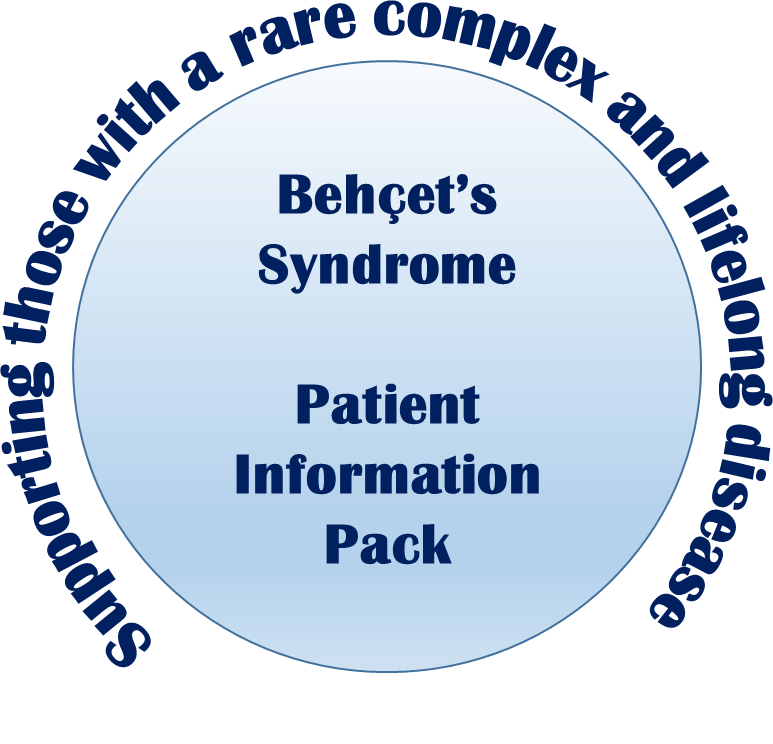 Supporting those with a rare complex and lifelong disease
Behçet’s
Syndrome
Patient
Information
Pack